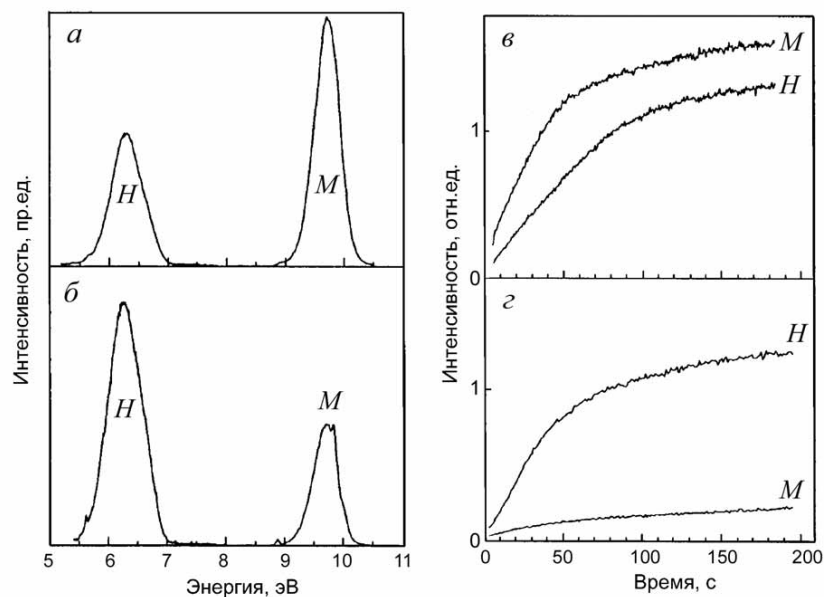 а
H
M
б
H
M
Интенсивность, пр.ед.
5 6 7 8 9 10 11
Энергия, эВ
в
M
H
1
0
г
H
M
1
0
Интенсивность, отн.ед.
0 50 100 150 200
Время, с